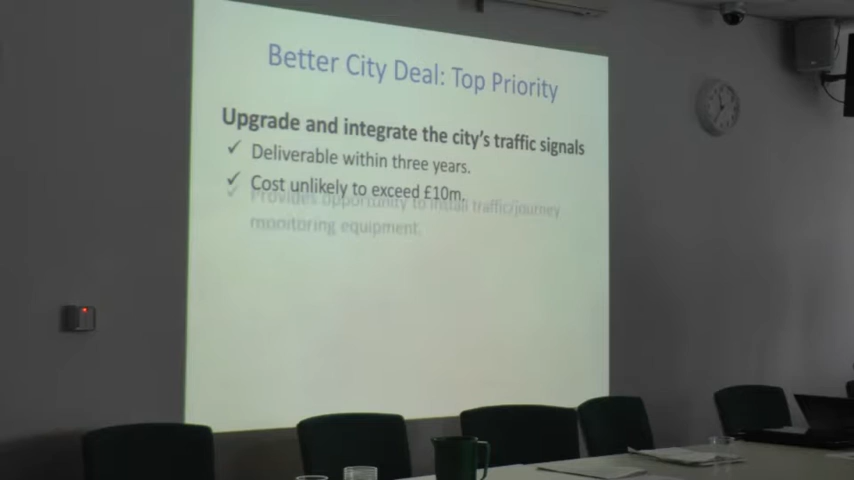 Better City Deal: Top Priority
Upgrade and integrate the city's traffic signals
✓ Deliverable within three years.
✓ Cost unlikely to exceed £10m.
✓ Provides opportunity to install traffic/journey
monitoring equipment.